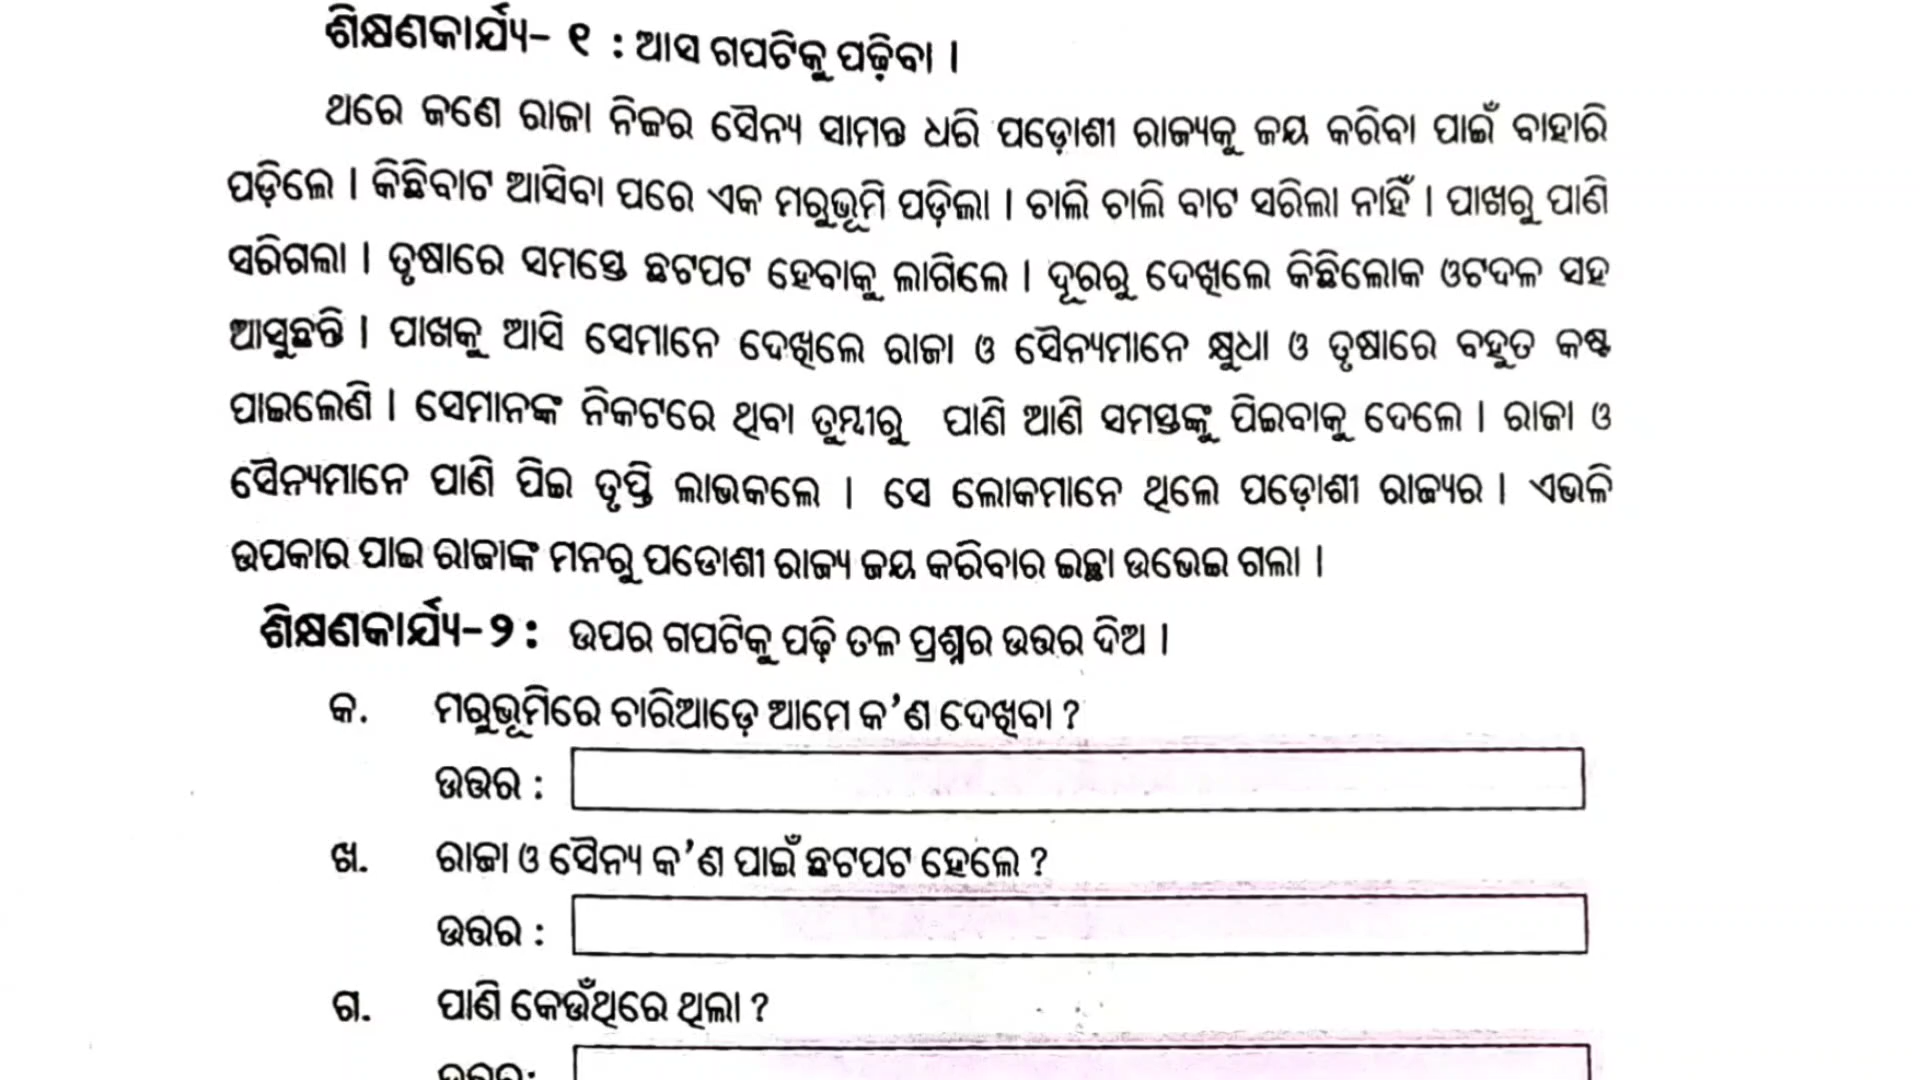 ଶିକ୍ଷଣକାର୍ଯ୍ୟ- ୧ : ଆସ ଗପଟିକୁ ପଢ଼ିବା ।
ଥରେ ଜଣେ ରାଜା ନିଜର ସୈନ୍ୟ ସାମନ୍ତ ଧରି ପଡ଼ୋଶୀ ରାଜ୍ୟକୁ ଜୟ କରିବା ପାଇଁ ବାହାରି
ପଡ଼ିଲେ । କିଛିବାଟ ଆସିବା ପରେ ଏକ ମରୁଭୂମି ପଡ଼ିଲା । ଚାଲି ଚାଲି ବାଟ ସରିଲା ନାହିଁ । ପାଖରୁ ପାଣି
ସରିଗଲା । ତୃଷାରେ ସମସ୍ତେ ଛଟପଟ ହେବାକୁ ଲାଗିଲେ । ଦୂରରୁ ଦେଖିଲେ କିଛିଲୋକ ଓଟଦଳ ସହ
ଆସୁଛନ୍ତି । ପାଖକୁ ଆସି ସେମାନେ ଦେଖିଲେ ରାଜା ଓ ସୈନ୍ୟମାନେ କ୍ଷୁଧା ଓ ତୃଷାରେ ବହୁତ କଷ୍ଟ
ପାଇଲେଣି । ସେମାନଙ୍କ ନିକଟରେ ଥିବା ତୁମ୍ବୀରୁ ପାଣି ଆଣି ସମସ୍ତଙ୍କୁ ପିଇବାକୁ ଦେଲେ । ରାଜା ଓ
ସୈନ୍ୟମାନେ ପାଣି ପିଇ ତୃପ୍ତି ଲାଭକଲେ । ସେ ଲୋକମାନେ ଥିଲେ ପଡ଼ୋଶୀ ରାଜ୍ୟର । ଏଭଳି
ଉପକାର ପାଇ ରାଜାଙ୍କ ମନରୁ ପଡୋଶୀ ରାଜ୍ୟ ଜୟ କରିବାର ଇଚ୍ଛା ଉଭେଇ ଗଲା ।
ଶିକ୍ଷଣକାର୍ଯ୍ୟ-୨ : ଉପର ଗପଟିକୁ ପଢ଼ି ତଳ ପ୍ରଶ୍ନର ଉତ୍ତର ଦିଅ ।
କ. ମରୁଭୂମିରେ ଚାରିଆଡ଼େ ଆମେ କ'ଣ ଦେଖିବା ?
ଉତ୍ତର :
ଖ. ରାଜା ଓ ସୈନ୍ୟ କ'ଣ ପାଇଁ ଛଟପଟ ହେଲେ ?
ଉତ୍ତର :
ଗ. ପାଣି କେଉଁଥିରେ ଥିଲା ?